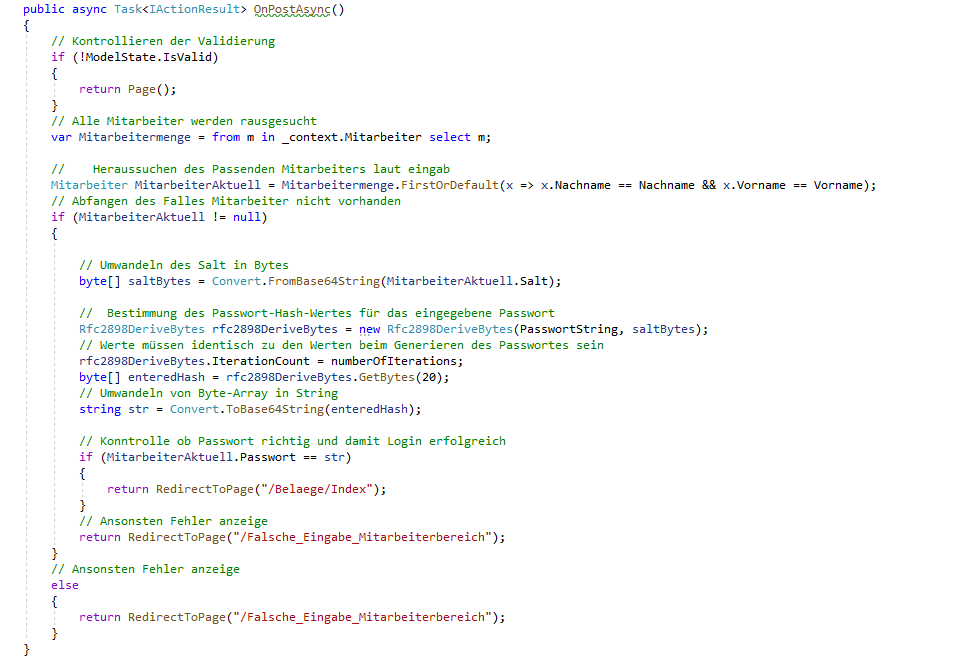 public async Task<IActionResult> OnPostAsync()
{
// Kontrollieren der Validierung
if (!ModelState.IsValid)
{
return Page();
}
// Alle Mitarbeiter werden rausgesucht
var Mitarbeitermenge = from m in _context.Mitarbeiter select m;
//    Heraussuchen des Passenden Mitarbeiters laut eingab
Mitarbeiter MitarbeiterAktuell = Mitarbeitermenge.FirstOrDefault(x => x.Nachname == Nachname && x.Vorname == Vorname);
// Abfangen des Falles Mitarbeiter nicht vorhanden
if (MitarbeiterAktuell != null)
{
// Umwandeln des Salt in Bytes
byte[] saltBytes = Convert.FromBase64String(MitarbeiterAktuell.Salt);
//  Bestimmung des Passwort-Hash-Wertes für das eingegebene Passwort
Rfc2898DeriveBytes rfc2898DeriveBytes = new Rfc2898DeriveBytes(PasswortString, saltBytes);
// Werte müssen identisch zu den Werten beim Generieren des Passwortes sein
rfc2898DeriveBytes.IterationCount = numberOfIterations;
byte[] enteredHash = rfc2898DeriveBytes.GetBytes(20);
// Umwandeln von Byte-Array in String
string str = Convert.ToBase64String(enteredHash);
// Konntrolle ob Passwort richtig und damit Login erfolgreich
if (MitarbeiterAktuell.Passwort == str)
{
return RedirectToPage("/Belaege/Index");
}
// Ansonsten Fehler anzeige
return RedirectToPage("/Falsche_Eingabe_Mitarbeiterbereich");
}
// Ansonsten Fehler anzeige
else
{
return RedirectToPage("/Falsche_Eingabe_Mitarbeiterbereich");
}
}